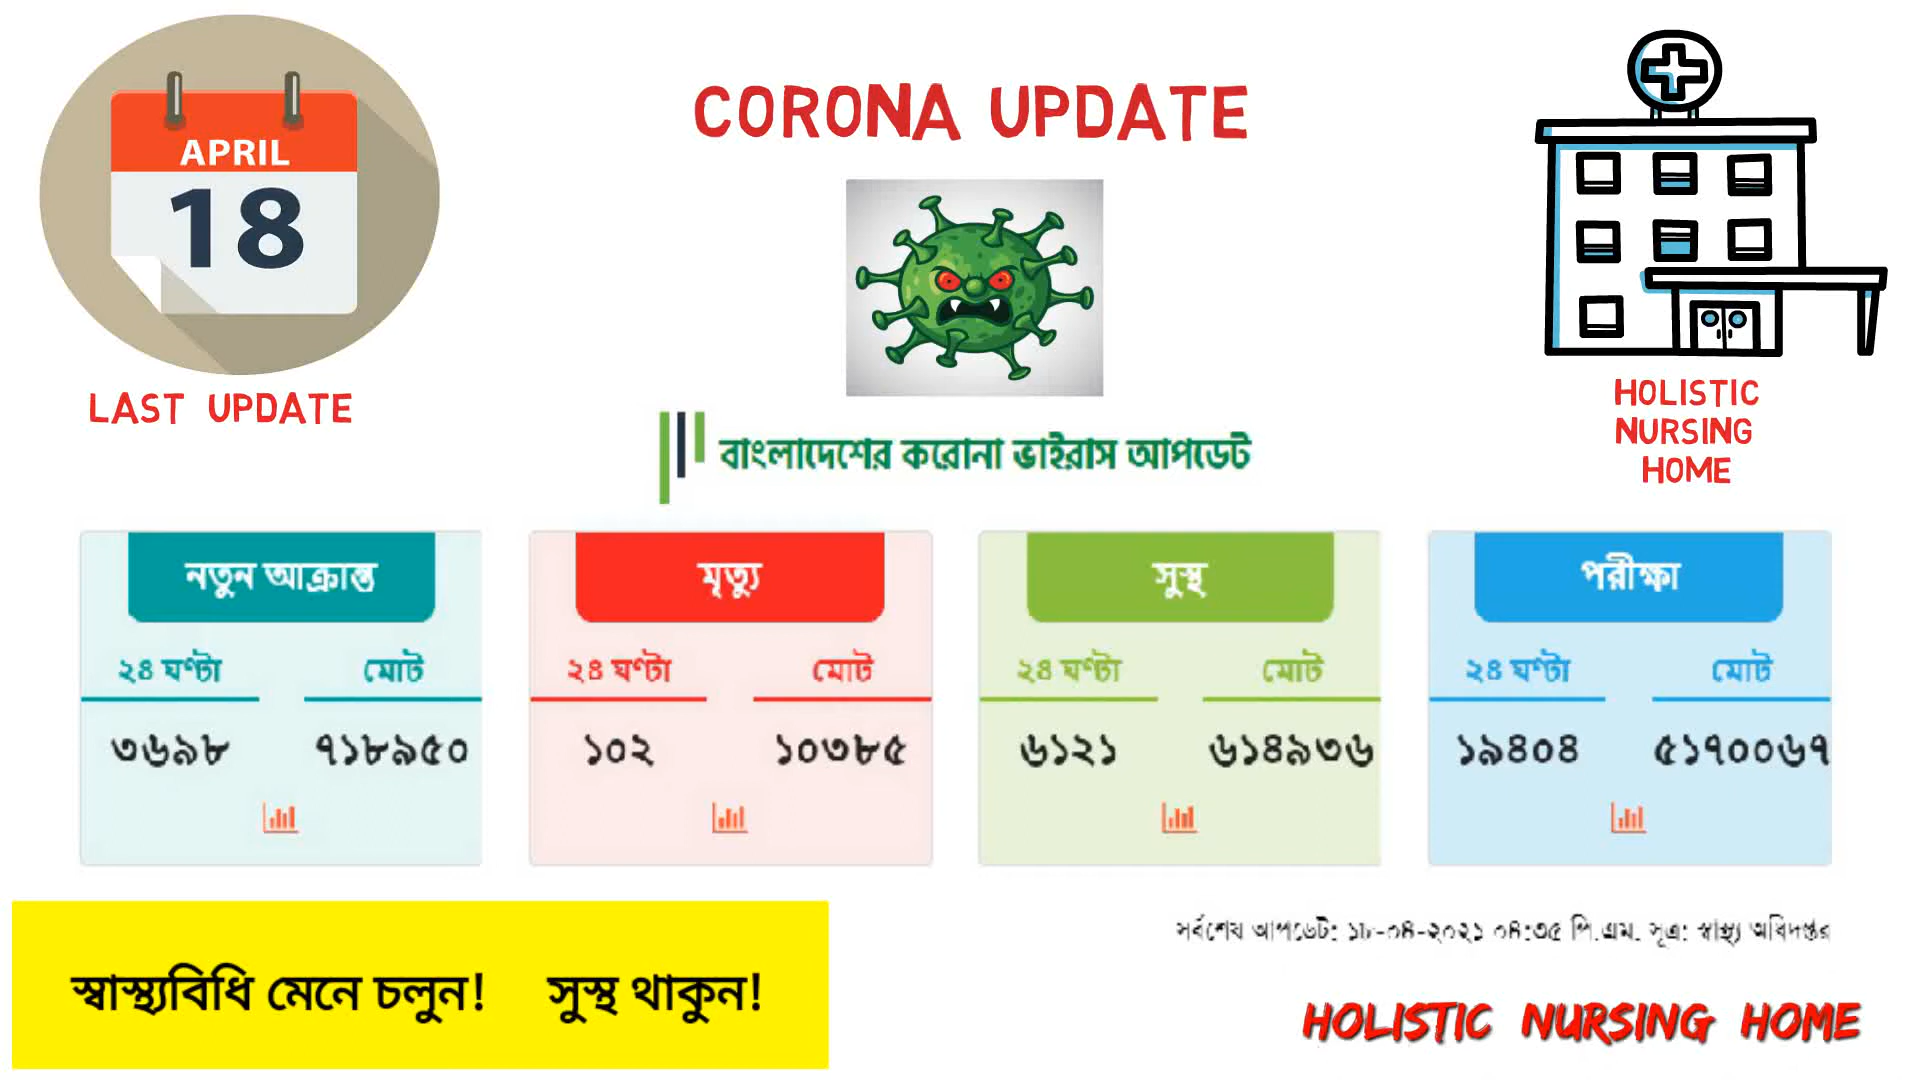 APRIL
18
LAST UPDATE
CORONA UPDATE
HOLISTIC
NURSING
HOME
বাংলাদেশের করোনা ভাইরাস আপডেট
নতুন আক্রান্ত
২৪ ঘণ্টা মোট
৩৬৯৮ ৭১৮৯৫০
মৃত্যু
২৪ ঘণ্টা মোট
১০২ ১০৩৮৫
সুস্থ
২৪ ঘণ্টা মোট
৬১২১ ৬১৪৯৩৬
পরীক্ষা
২৪ ঘণ্টা মোট
১৯৪০৪ ৫১৭০০৬৭
সর্বশেষ আপডেট: ১৮-০৪-২০২১ ০৪:৩৫ পি.এম. সূত্র: স্বাস্থ্য অধিদপ্তর
স্বাস্থ্যবিধি মেনে চলুন! সুস্থ থাকুন!
HOLISTIC NURSING HOME